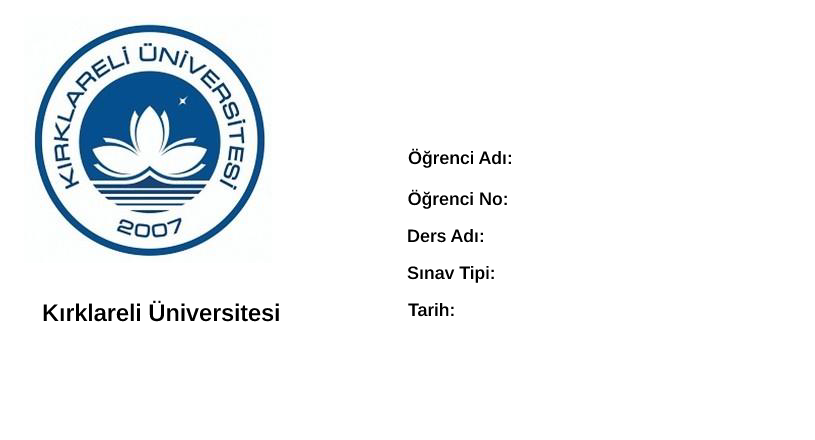 KIRKLARELİ ÜNİVERSİTESİ
2007
Kırklareli Üniversitesi
Öğrenci Adı:
Öğrenci No:
Ders Adı:
Sınav Tipi:
Tarih: